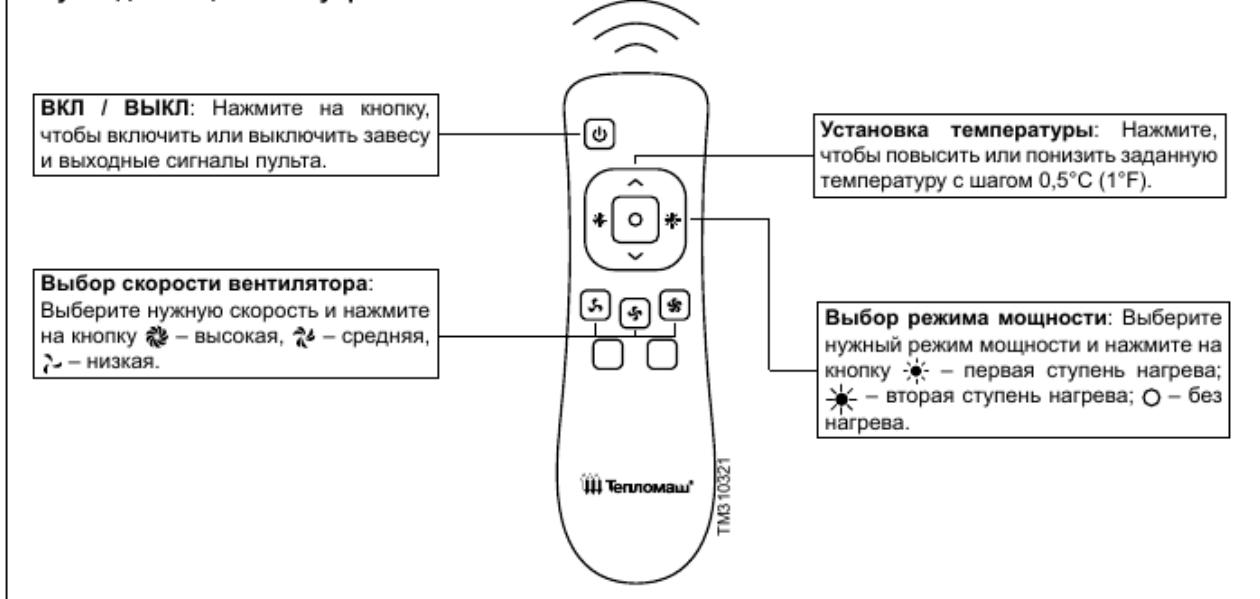 ВКЛ / ВЫКЛ: Нажмите на кнопку,
чтобы включить или выключить завесу
и выходные сигналы пульта.
Установка температуры: Нажмите,
чтобы повысить или понизить заданную
температуру с шагом 0,5°C (1°F).
Выбор скорости вентилятора:
Выберите нужную скорость и нажмите
на кнопку – высокая, – средняя,
– низкая.
Выбор режима мощности: Выберите
нужный режим мощности и нажмите на
кнопку – первая ступень нагрева;
– вторая ступень нагрева; – без
нагрева.
Тепломаш
TM310321